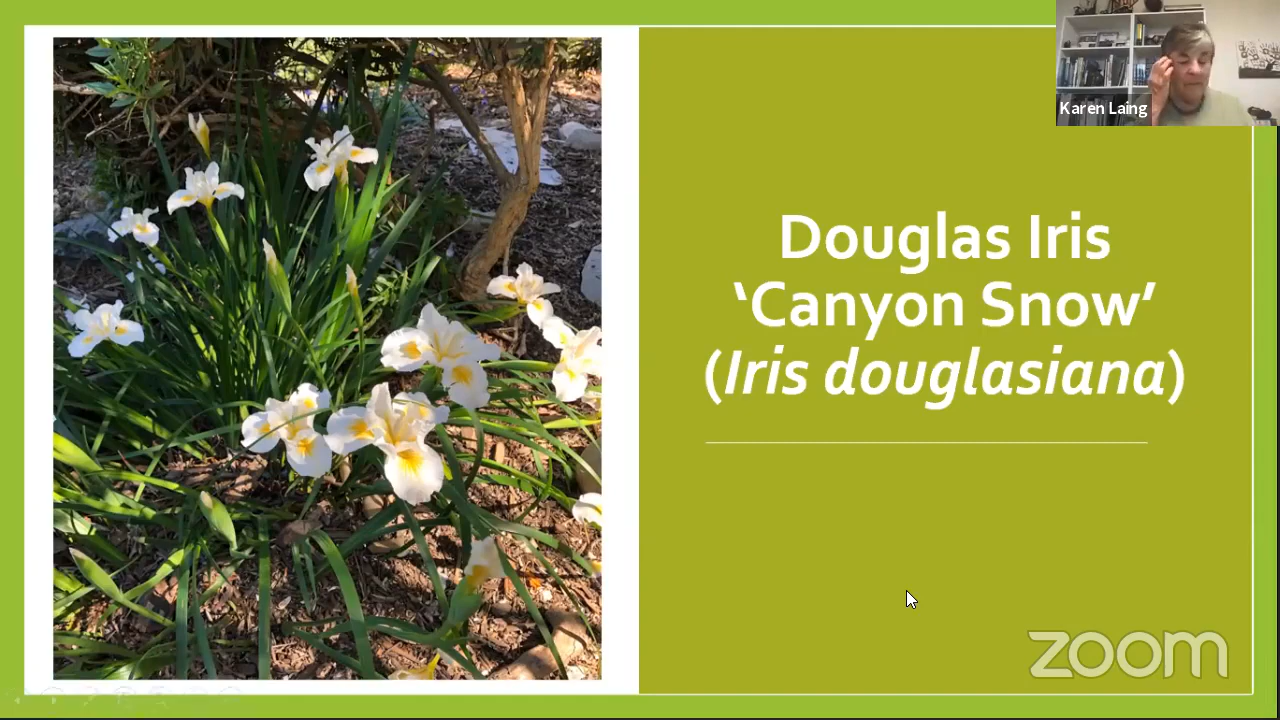 Karen Laing
Douglas Iris
‘Canyon Snow’
(Iris douglasiana)
zoom